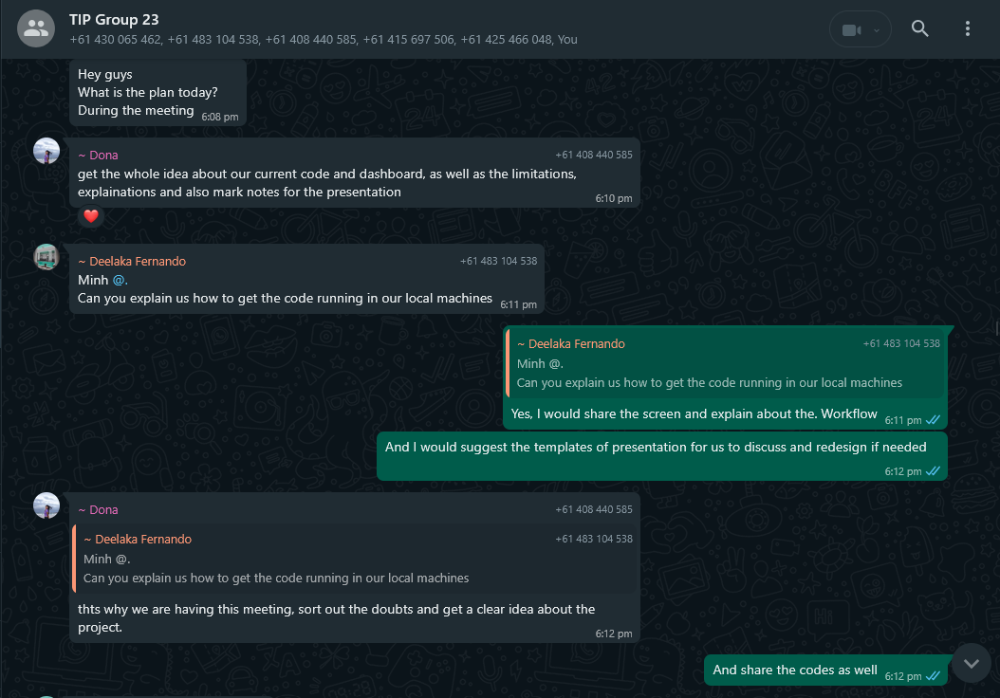 TIP Group 23
+61 430 065 462, +61 483 104 538, +61 408 440 585, +61 415 697 506, +61 425 466 048, You
Hey guys
What is the plan today?
During the meeting 6:08 pm
~ Dona +61 408 440 585
get the whole idea about our current code and dashboard, as well as the limitations,
explainations and also mark notes for the presentation
6:10 pm
~ Deelaka Fernando +61 483 104 538
Minh @.
Can you explain us how to get the code running in our local machines 6:11 pm
~ Deelaka Fernando +61 483 104 538
Minh @.
Can you explain us how to get the code running in our local machines
Yes, I would share the screen and explain about the. Workflow 6:11 pm
And I would suggest the templates of presentation for us to discuss and redesign if needed
6:12 pm
~ Dona +61 408 440 585
~ Deelaka Fernando +61 483 104 538
Minh @.
Can you explain us how to get the code running in our local machines
thts why we are having this meeting, sort out the doubts and get a clear idea about the
project.
6:12 pm
And share the codes as well 6:12 pm